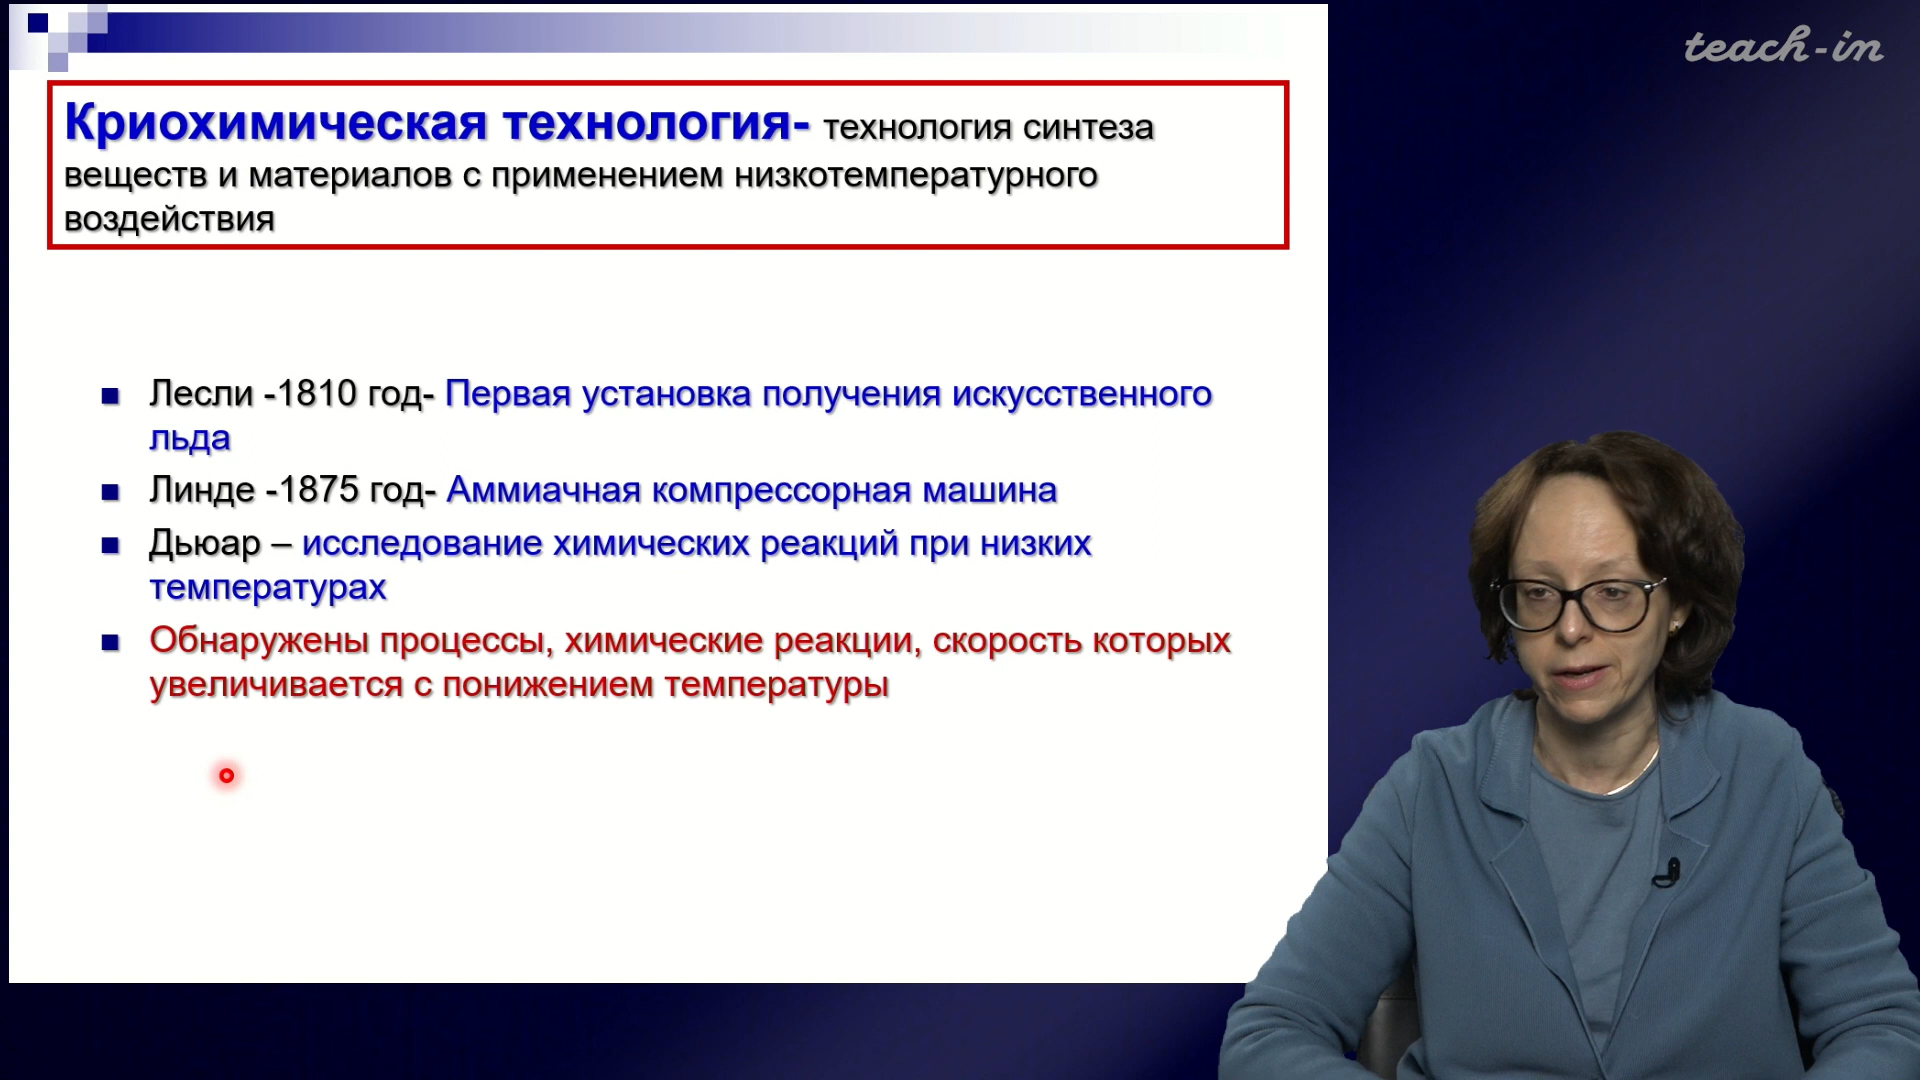 teach-in
Криохимическая технология- технология синтеза
веществ и материалов с применением низкотемпературного
воздействия
Лесли -1810 год- Первая установка получения искусственного
льда
Линде -1875 год- Аммиачная компрессорная машина
Дьюар – исследование химических реакций при низких
температурах
Обнаружены процессы, химические реакции, скорость которых
увеличивается с понижением температуры